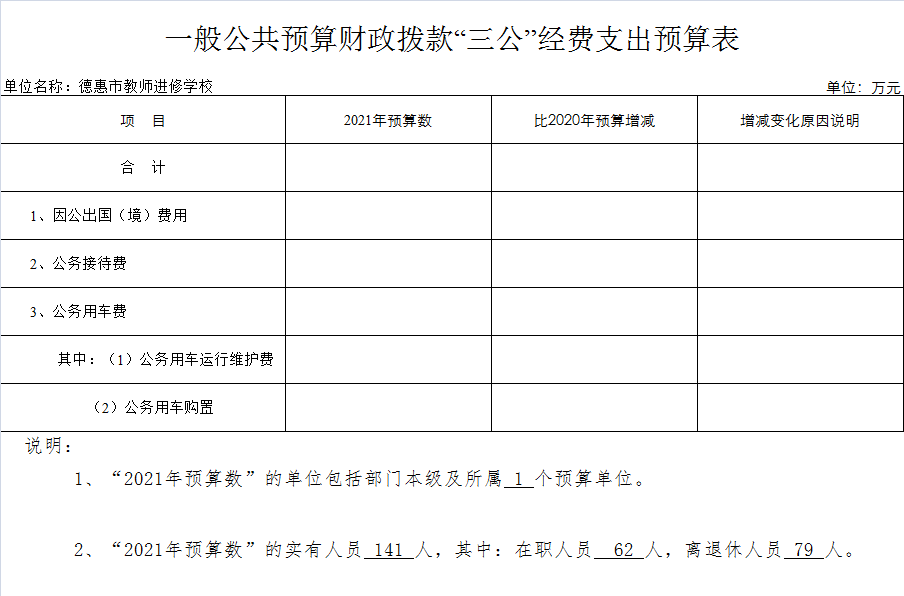 一般公共预算财政拨款“三公”经费支出预算表
单位名称：德惠市教师进修学校 单位：万元
项 目 2021年预算数 比2020年预算增减 增减变化原因说明
合 计
1、因公出国（境）费用
2、公务接待费
3、公务用车费
其中：（1）公务用车运行维护费
（2）公务用车购置
说明：
1、“2021年预算数”的单位包括部门本级及所属 1 个预算单位。
2、“2021年预算数”的实有人员 141 人，其中：在职人员 62 人，离退休人员 79 人。